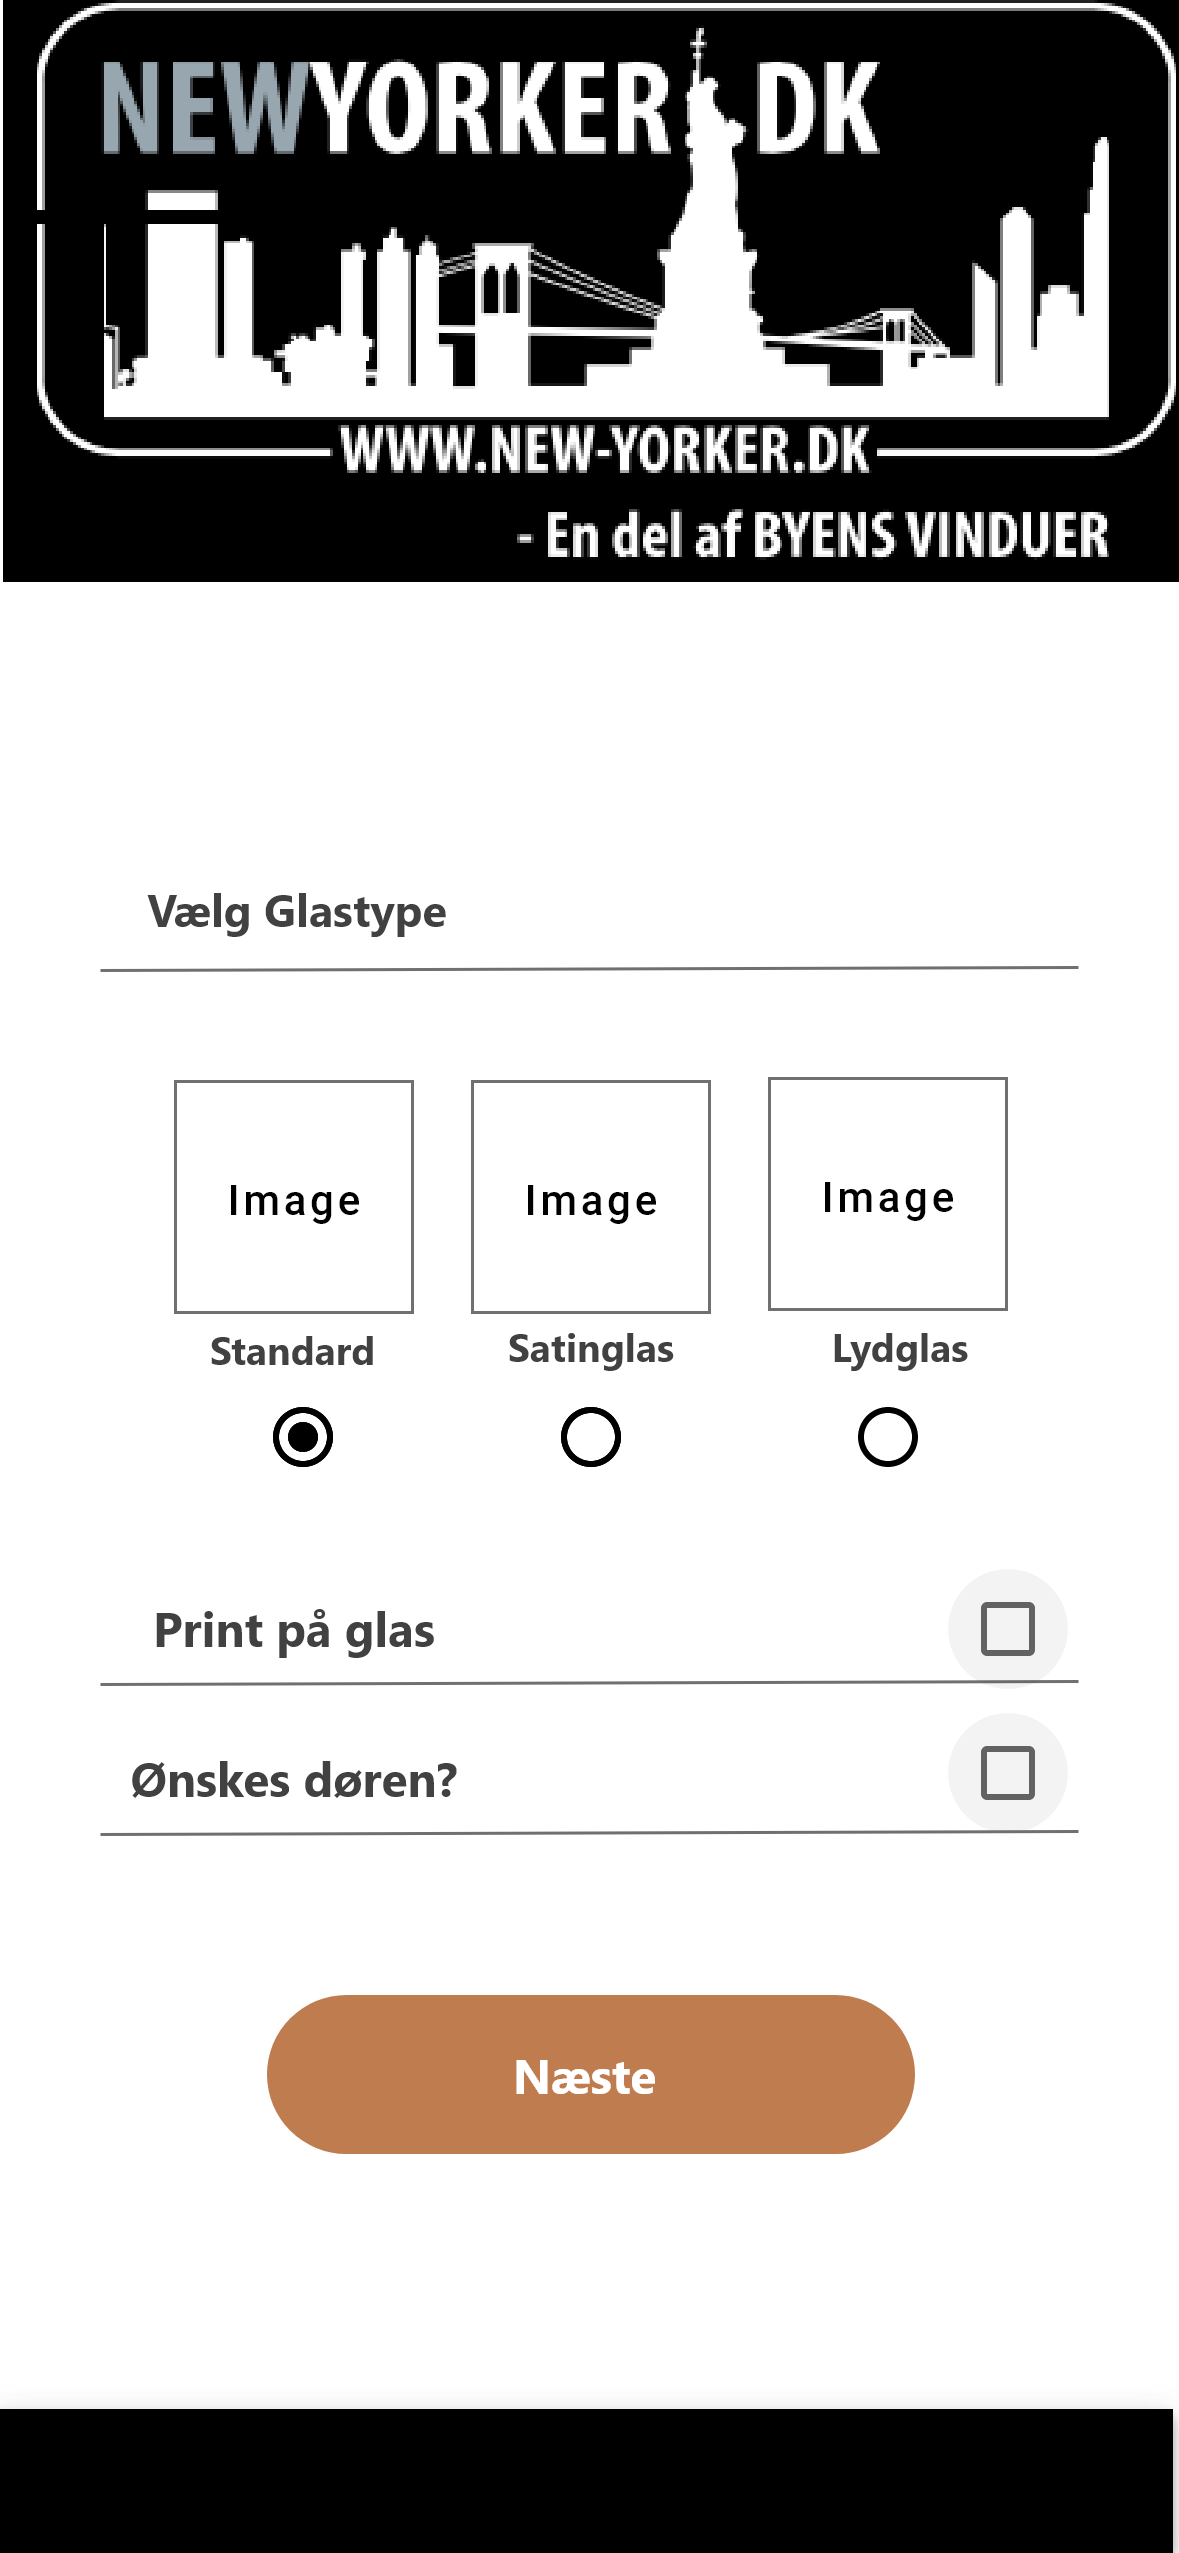 NEWYORKER DK
WWW.NEW-YORKER.DK
- En del af BYENS VINDUER
Vælg Glastype
Image Image Image
Standard Satinglas Lydglas
Print på glas
Ønskes døren?
Næste